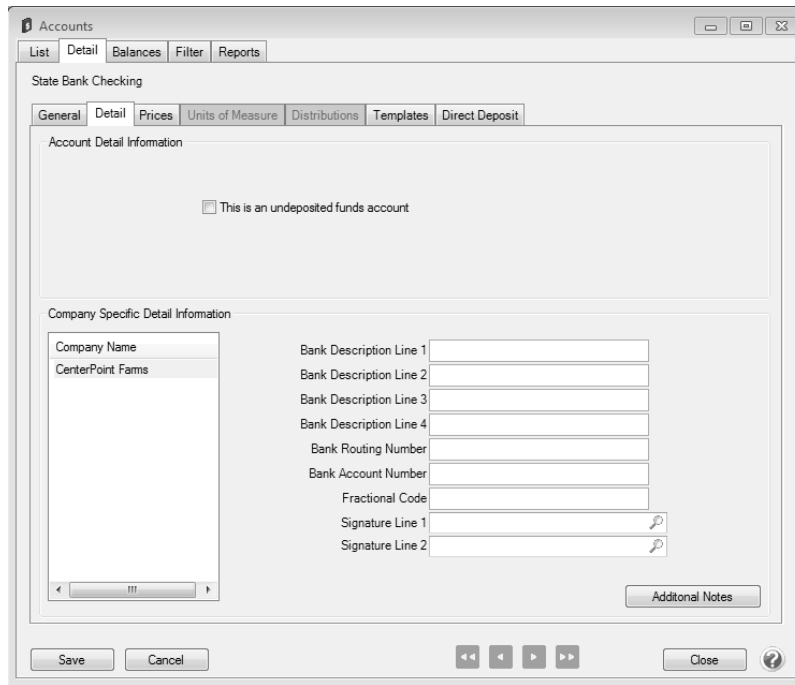 Accounts
List Detail Balances Filter Reports
State Bank Checking
General Detail Prices Units of Measure Distributions Templates Direct Deposit
Account Detail Information
This is an undeposited funds account
Company Specific Detail Information
Company Name
CenterPoint Farms
Bank Description Line 1
Bank Description Line 2
Bank Description Line 3
Bank Description Line 4
Bank Routing Number
Bank Account Number
Fractional Code
Signature Line 1
Signature Line 2
Additonal Notes
Save Cancel Close ?